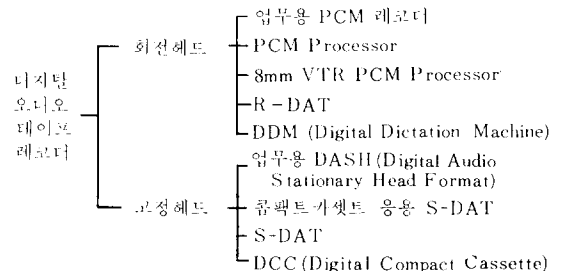 디지탈
오디오
테이프
레코더
회전헤드
업무용 PCM 레코더
PCM Processor
8mm VTR PCM Processor
R-DAT
DDM (Digital Dictation Machine)
고정헤드
업무용 DASH (Digital Audio
Stationary Head Format)
콤팩트카셋트 응용 S-DAT
S-DAT
DCC (Digital Compact Cassette)